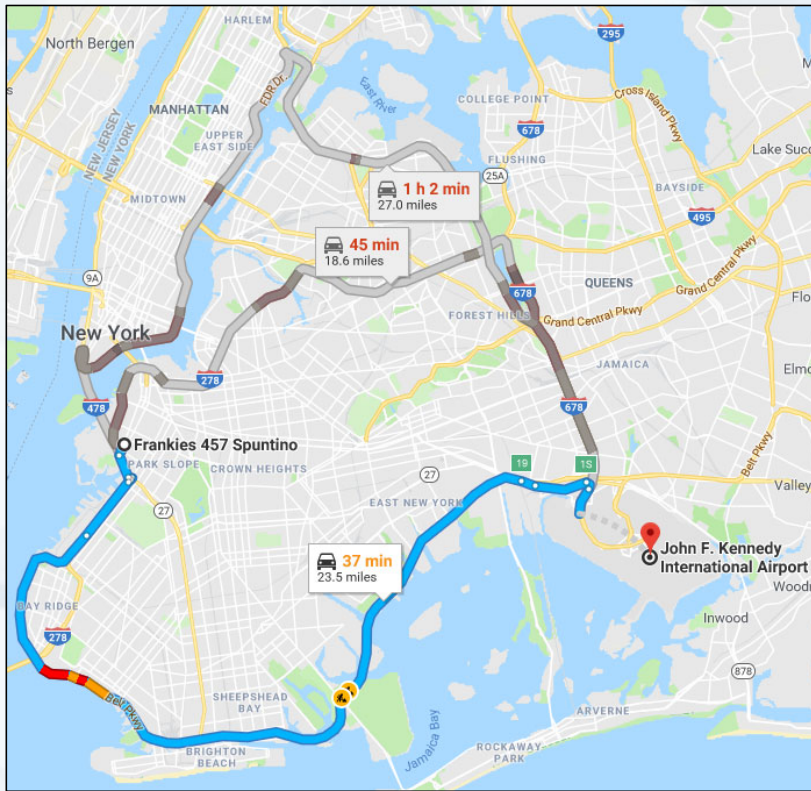 HARLEM
North Bergen
295
M
COLLEGE POINT
Cross Island Pkwy
FDR Dr.
East River
MANHATTAN
678
Lake Succ
NEW JERSEY
NEW YORK
UPPER
EAST SIDE
FLUSHING
25A
1 h 2 min
27.0 miles
BAYSIDE
MIDTOWN
495
45 min
18.6 miles
9A
678
QUEENS
Grand Central Pkwy
Flo
New York
FOREST HILLS
Grand Central Pkwy
JAMAICA
Elmo
278
478
678
Belt Pkwy
Frankies 457 Spuntino
PARK SLOPE
CROWN HEIGHTS
27
19
1S
Valley
27
EAST NEW YORK
John F. Kennedy
International Airport
37 min
23.5 miles
Woodm
BAY RIDGE
Inwood
278
878
SHEEPSHEAD
BAY
Belt Pkwy
ARVERNE
Jamaica Bay
BRIGHTON
BEACH
ROCKAWAY
PARK